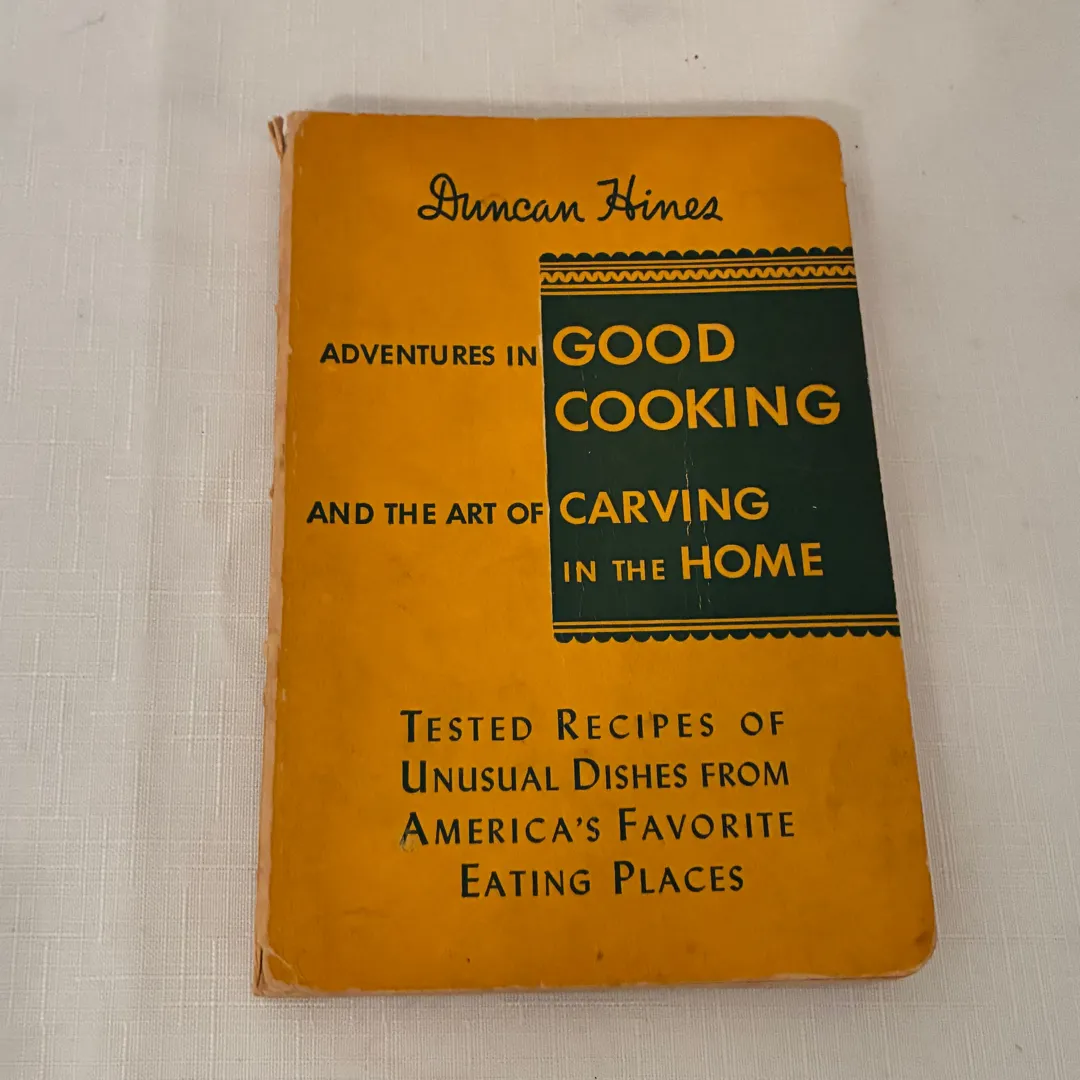 Duncan Hines
ADVENTURES IN GOOD
COOKING
AND THE ART OF CARVING
IN THE HOME
TESTED RECIPES OF
UNUSUAL DISHES FROM
AMERICA'S FAVORITE
EATING PLACES